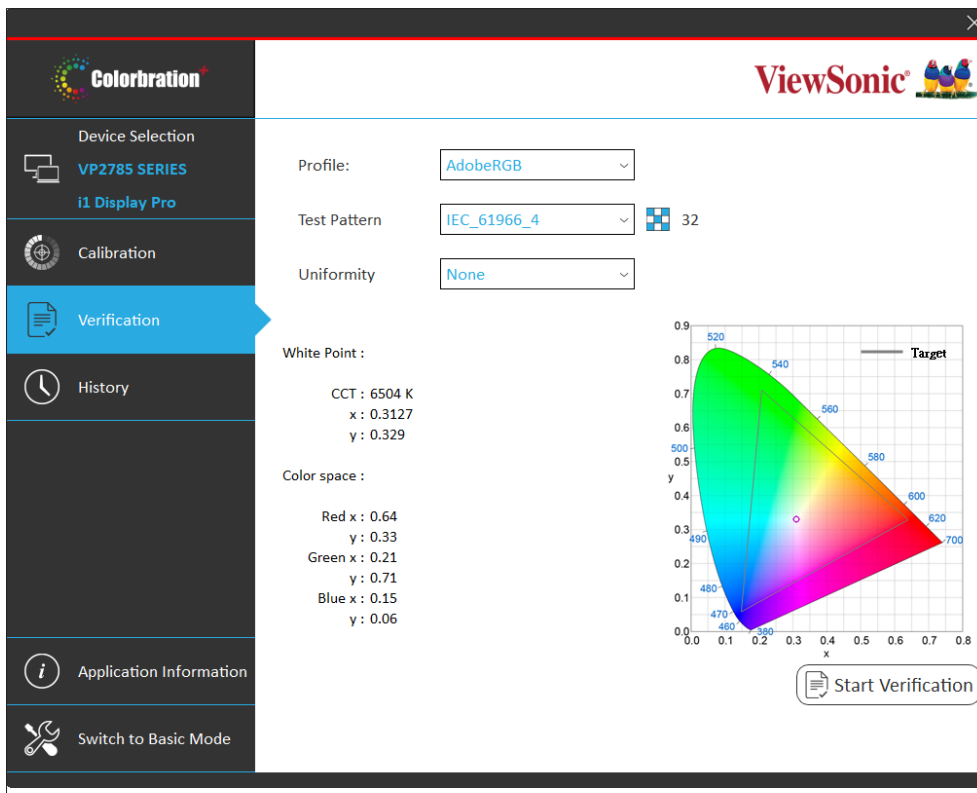 Colorbration+
ViewSonic®
Device Selection
VP2785 SERIES
i1 Display Pro
Calibration
Verification
History
Application Information
Switch to Basic Mode
Profile: AdobeRGB
Test Pattern IEC_61966_4 32
Uniformity None
White Point :
CCT : 6504 K
x : 0.3127
y : 0.329
Color space :
Red x : 0.64
y : 0.33
Green x : 0.21
y : 0.71
Blue x : 0.15
y : 0.06
Target
0.9
0.8
0.7
0.6
0.5
y
0.4
0.3
0.2
0.1
0.0
520
540
560
580
600
620
700
500
490
480
470
460
380
0.0 0.1 0.2 0.3 0.4 0.5 0.6 0.7 0.8
x
Start Verification